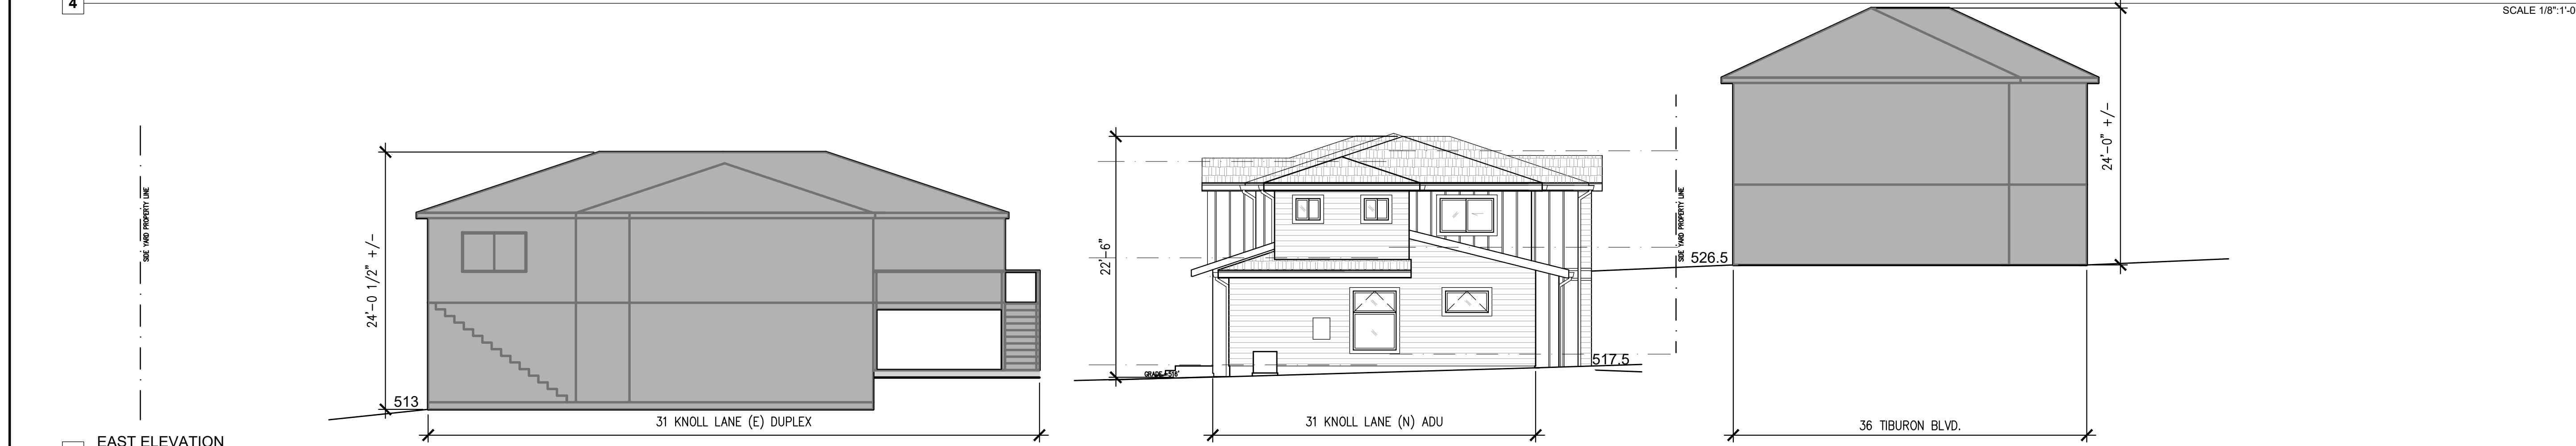 4
SCALE 1/8":1'-0
SIDE YARD PROPERTY LINE
24'-0 1/2" +/-
513
31 KNOLL LANE (E) DUPLEX
22'-6"
GRADE=516'
31 KNOLL LANE (N) ADU
517.5
SIDE YARD PROPERTY LINE
526.5
36 TIBURON BLVD.
24'-0" +/-
EAST ELEVATION